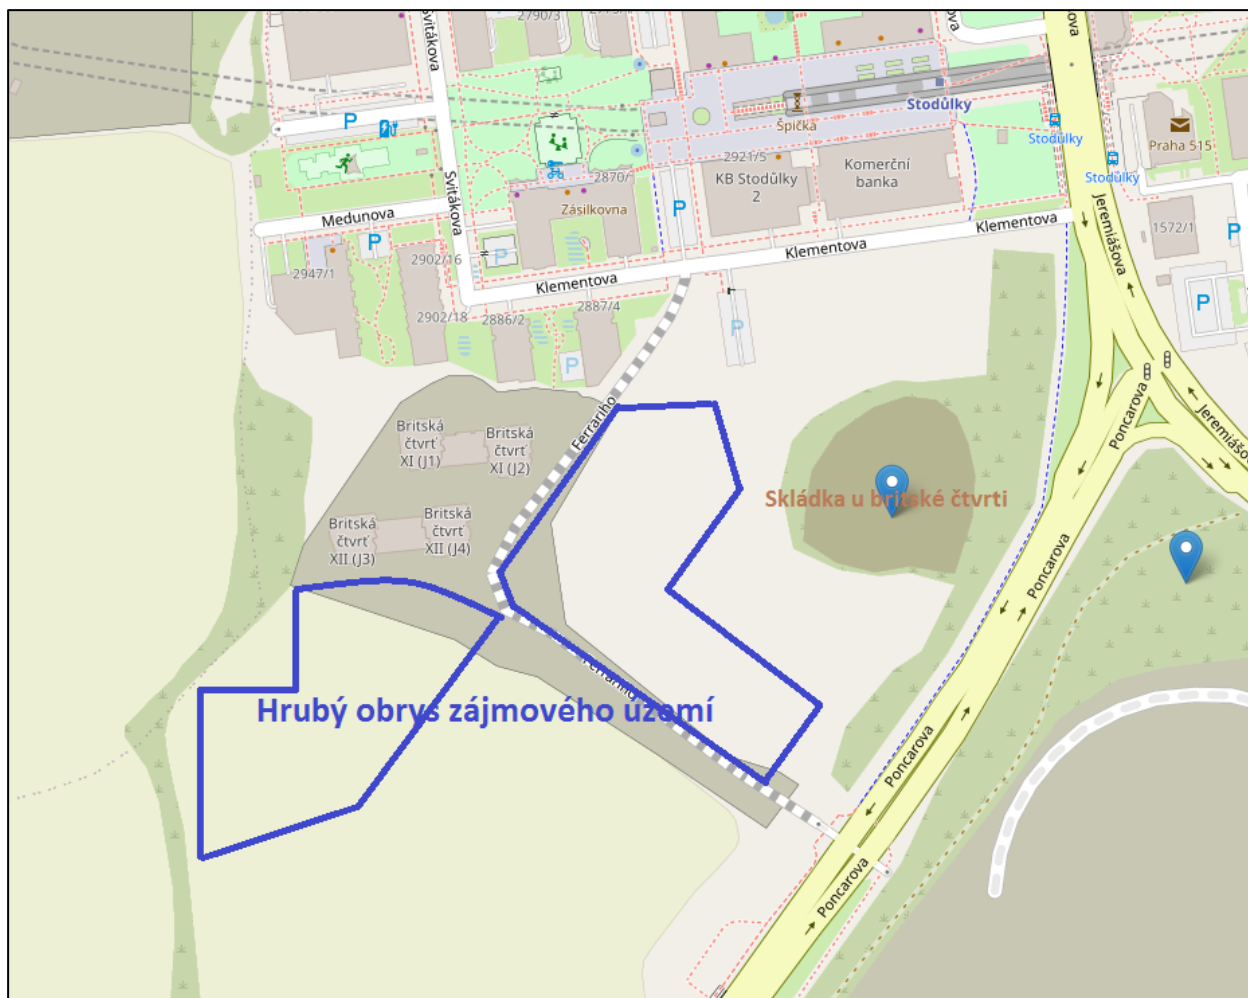 2790/3
Svitákova
Jeremiášova
Stodůlky
Špička
Stodůlky
Praha 515
Stodůlky
2921/5
KB Stodůlky
2
Komerční
banka
2870/
Zásilkovna
Svitákova
Medunova
2947/1
2902/16
Klementova
Klementova
Klementova
Jeremiášova
1572/1
2902/18
2886/2
2887/4
Ferrariho
Britská
čtvrť
XI (J1)
Britská
čtvrť
XI (J2)
Britská
čtvrť
XII (J3)
Britská
čtvrť
XII (J4)
Skládka u britské čtvrti
Poncarova
Jeremiášova
Poncarova
Ferrariho
Hrubý obrys zájmového území
Poncarova
Poncarova